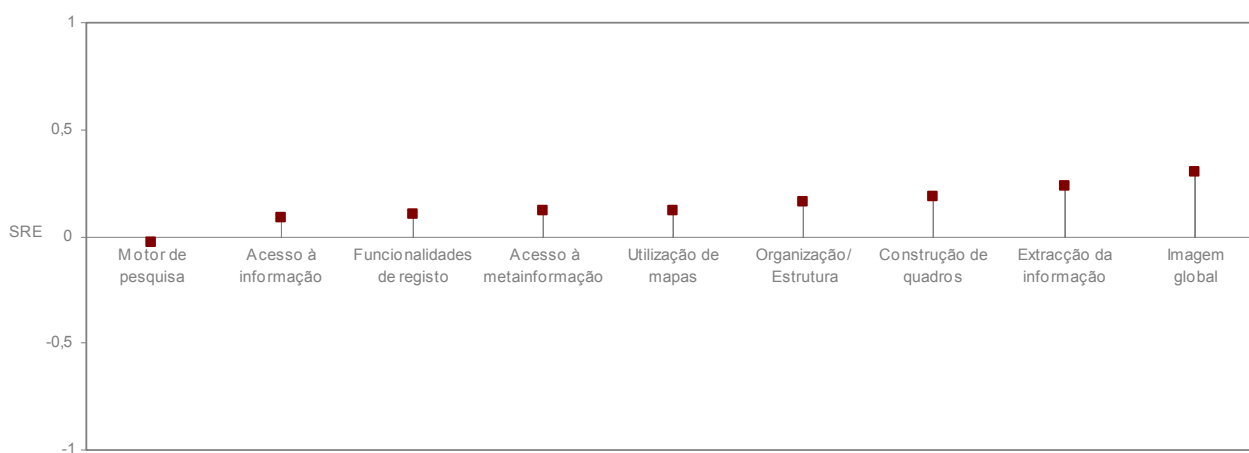 1
0,5
SRE
0
Motor de
pesquisa
Acesso à
informação
Funcionalidades
de registo
Acesso à
metainformação
Utilização de
mapas
Organização/
Estrutura
Construção de
quadros
Extracção da
informação
Imagem
global
-0,5
-1